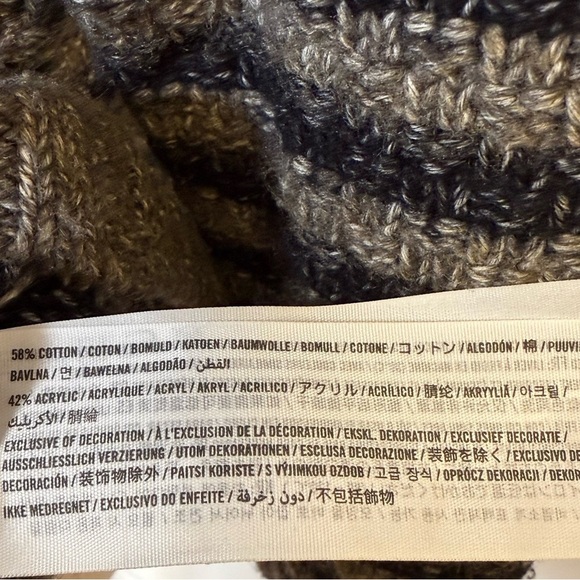 58% COTTON / COTON / BOMULD / KATOEN / BAUMWOLLE / BOMULL / COTONE / コットン / ALGODÓN / 棉 / PUUVI
BAVLNA / 면 / BAWEŁNA / ALGODÃO / القطن
42% ACRYLIC / ACRYLIQUE / ACRYL / AKRYL / ACRILICO / アクリル / ACRÍLICO / 腈纶 / AKRYYLIÄ / 아크릴 /
الأكريليك / 腈綸
EXCLUSIVE OF DECORATION / À L'EXCLUSION DE LA DÉCORATION / EKSKL. DEKORATION / EXCLUSIEF DECORATIE /
AUSSCHLIESSLICH VERZIERUNG / UTOM DEKORATIONEN / ESCLUSA DECORAZIONE / 装飾を除く / EXCLUSIVO DE
DECORACIÓN / 装饰物除外 / PAITSI KORISTE / S VÝJIMKOU OZDOB / 고급 장식 / OPRÓCZ DEKORACJI / DEKO
IKKE MEDREGNET / EXCLUSIVO DO ENFEITE / دون زخرفة / 不包括飾物